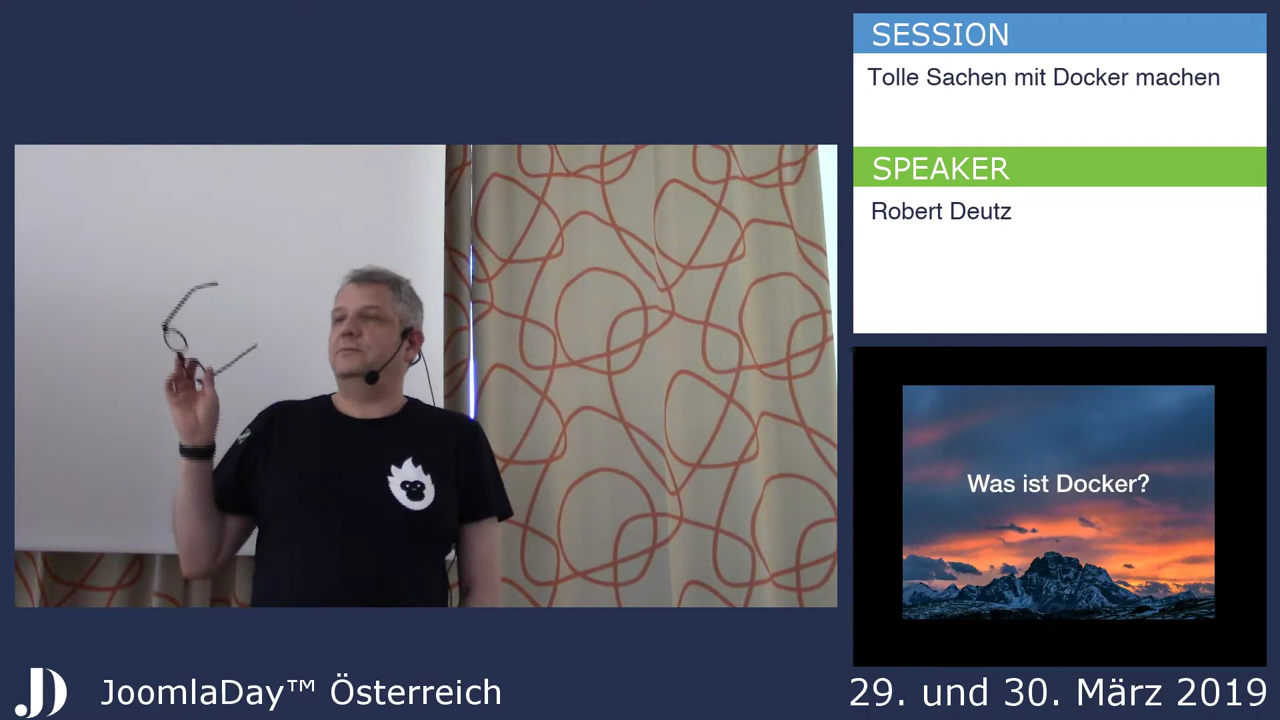 SESSION
Tolle Sachen mit Docker machen
SPEAKER
Robert Deutz
Was ist Docker?
JD JoomlaDay™ Österreich
29. und 30. März 2019